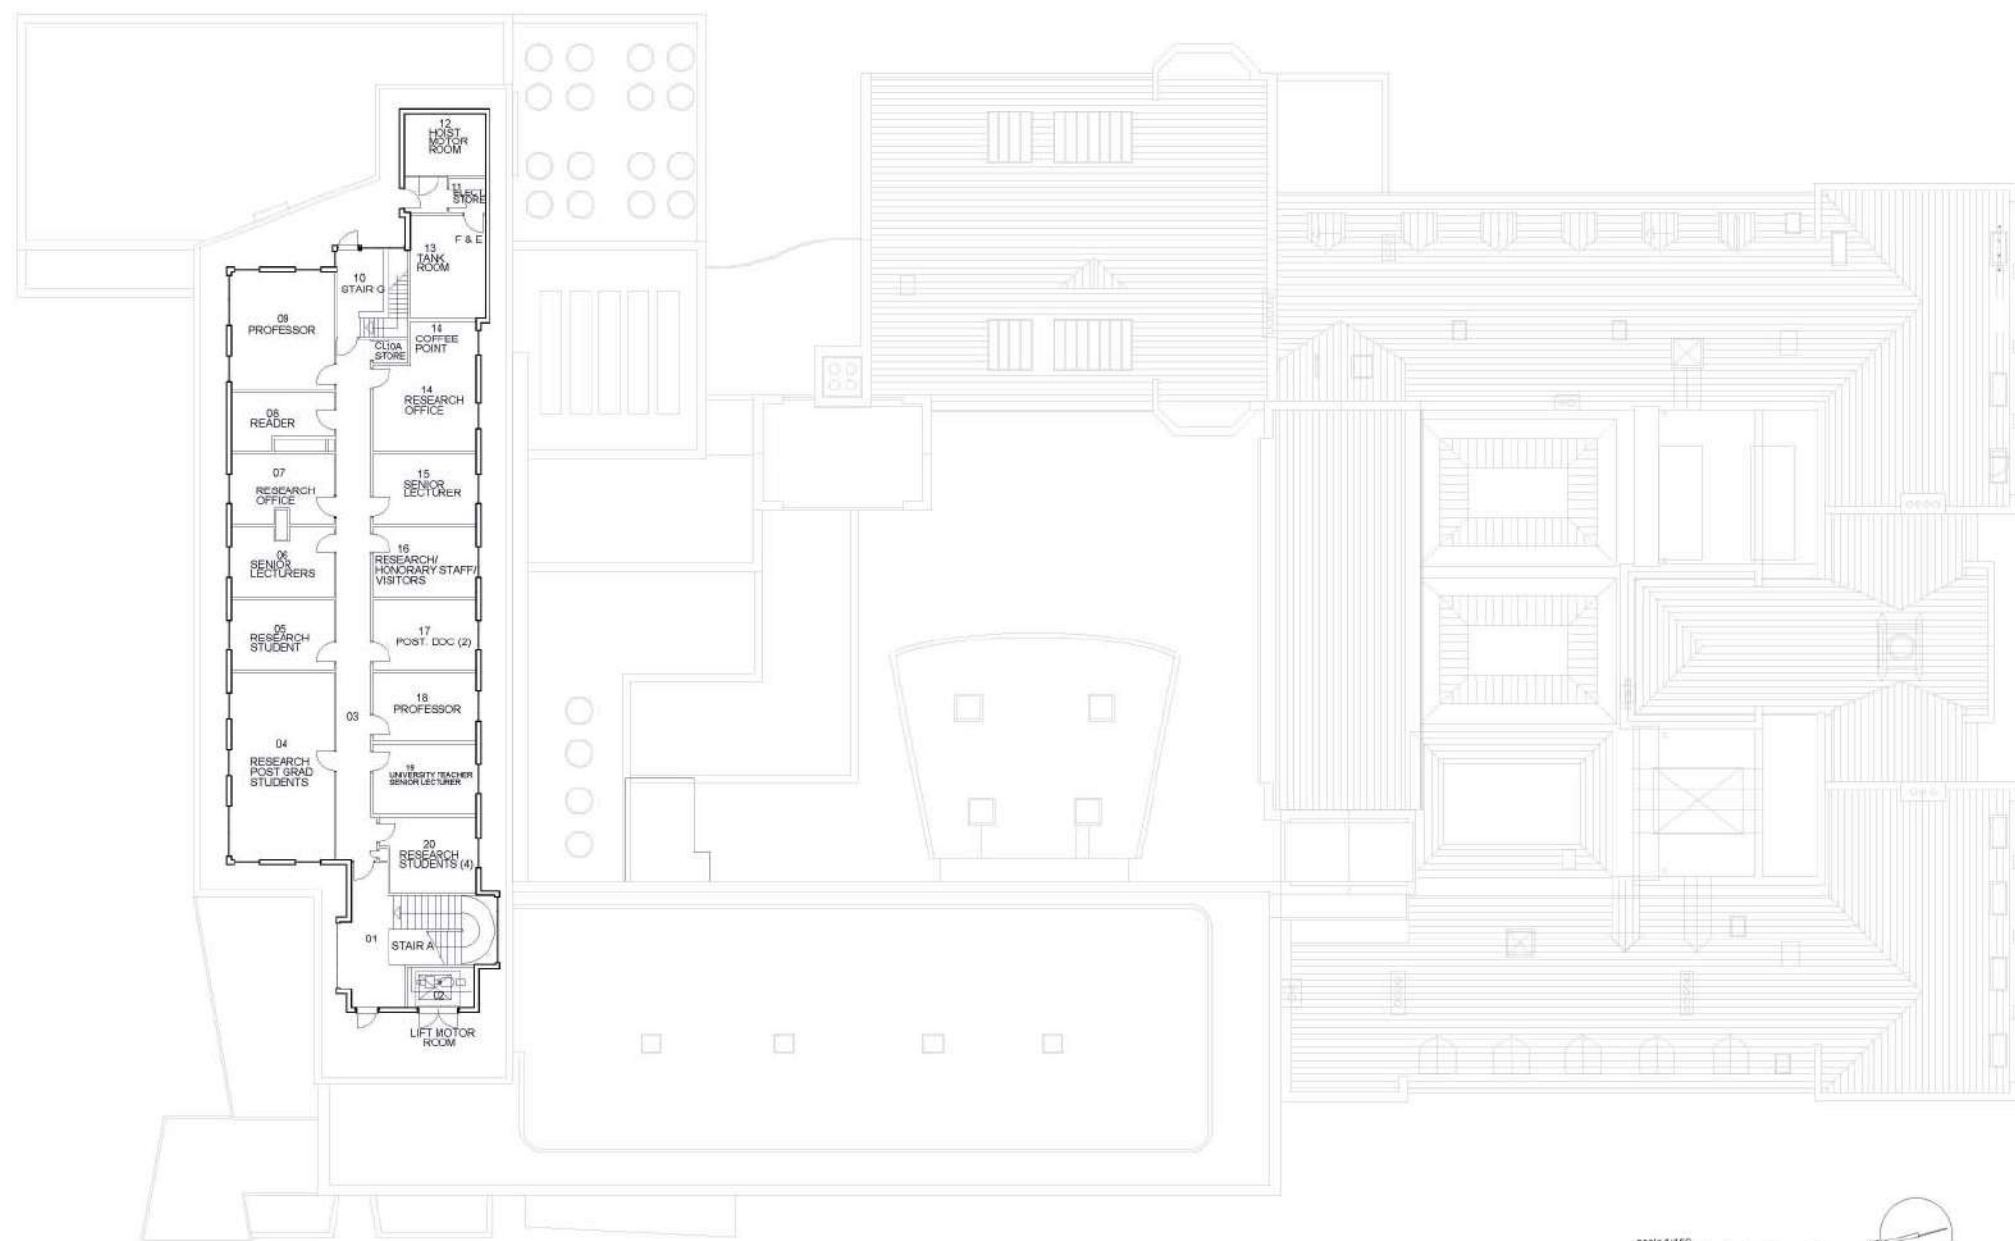 12
HOIST
MOTOR
ROOM
11
ELECT
STORE
F & E
13
TANK
ROOM
10
STAIR G
09
PROFESSOR
14
COFFEE
POINT
CL10A
STORE
14
RESEARCH
OFFICE
08
READER
07
RESEARCH
OFFICE
15
SENIOR
LECTURER
06
SENIOR
LECTURERS
16
RESEARCH/
HONORARY STAFF/
VISITORS
05
RESEARCH
STUDENT
17
POST. DOC (2)
18
PROFESSOR
03
04
RESEARCH
POST GRAD
STUDENTS
19
UNIVERSITY TEACHER
SENIOR LECTURER
20
RESEARCH
STUDENTS (4)
01
STAIR A
02
LIFT MOTOR
ROOM